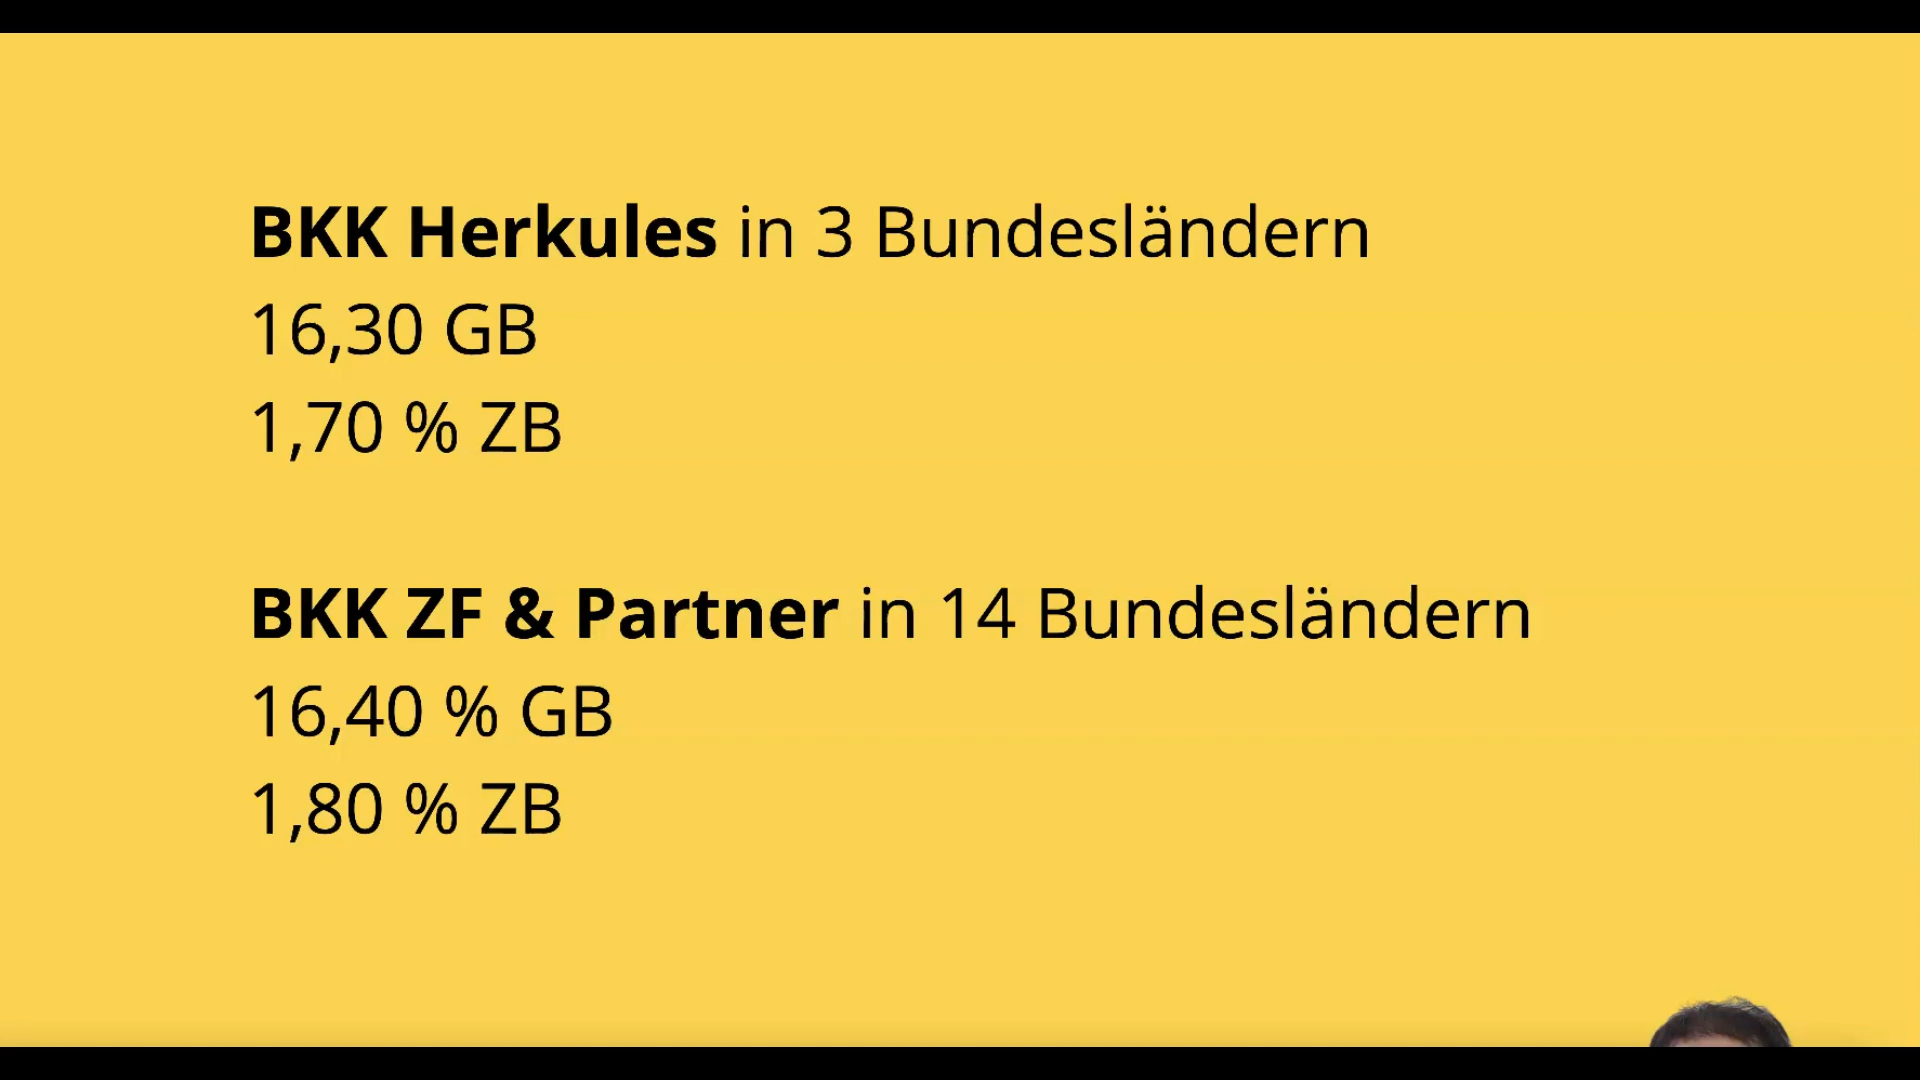 BKK Herkules in 3 Bundesländern
16,30 GB
1,70 % ZB
BKK ZF & Partner in 14 Bundesländern
16,40 % GB
1,80 % ZB